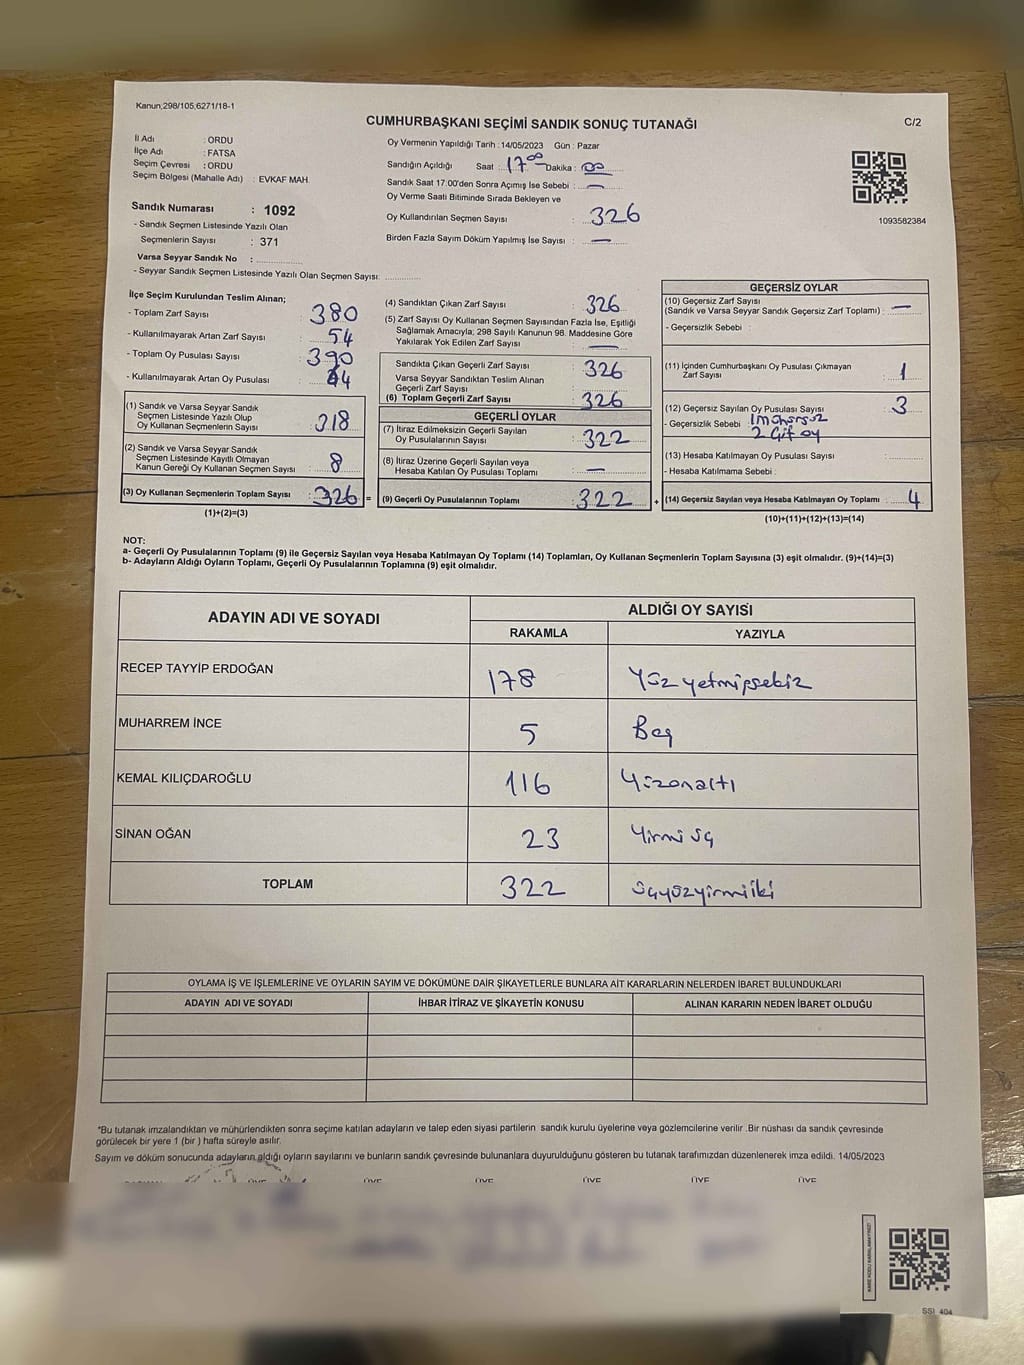 Kanun;298/105,6271/18-1
CUMHURBAŞKANI SEÇİMİ SANDIK SONUÇ TUTANAĞI
C/2
İl Adı : ORDU
İlçe Adı : FATSA
Seçim Çevresi : ORDU
Seçim Bölgesi (Mahalle Adı) : EVKAF MAH.
Sandık Numarası : 1092
- Sandık Seçmen Listesinde Yazılı Olan
Seçmenlerin Sayısı : 371
Varsa Seyyar Sandık No : ............
- Seyyar Sandık Seçmen Listesinde Yazılı Olan Seçmen Sayısı: ............
Oy Vermenin Yapıldığı Tarih : 14/05/2023 Gün : Pazar
Sandığın Açıldığı Saat : 17 00 Dakika : 00
Sandık Saat 17:00'den Sonra Açımış İse Sebebi : —
Oy Verme Saati Bitiminde Sırada Bekleyen ve
Oy Kullandırılan Seçmen Sayısı : 326
Birden Fazla Sayım Döküm Yapılmış İse Sayısı : —
1093582384
İlçe Seçim Kurulundan Teslim Alınan;
- Toplam Zarf Sayısı : 380
- Kullanılmayarak Artan Zarf Sayısı : 54
- Toplam Oy Pusulası Sayısı : 390
- Kullanılmayarak Artan Oy Pusulası : 44
(1) Sandık ve Varsa Seyyar Sandık
Seçmen Listesinde Yazılı Olup
Oy Kullanan Seçmenlerin Sayısı : 318
(2) Sandık ve Varsa Seyyar Sandık
Seçmen Listesinde Kayıtlı Olmayan
Kanun Gereği Oy Kullanan Seçmen Sayısı : 8
(3) Oy Kullanan Seçmenlerin Toplam Sayısı : 326 =
(1)+(2)=(3)
(4) Sandıktan Çıkan Zarf Sayısı : 326
(5) Zarf Sayısı Oy Kullanan Seçmen Sayısından Fazla İse, Eşitliği
Sağlamak Amacıyla; 298 Sayılı Kanunun 98. Maddesine Göre
Yakılarak Yok Edilen Zarf Sayısı : —
Sandıkta Çıkan Geçerli Zarf Sayısı : 326
Varsa Seyyar Sandıktan Teslim Alınan
Geçerli Zarf Sayısı
(6) Toplam Geçerli Zarf Sayısı : 326
GEÇERLİ OYLAR
(7) İtiraz Edilmeksizin Geçerli Sayılan
Oy Pusulalarının Sayısı : 322
(8) İtiraz Üzerine Geçerli Sayılan veya
Hesaba Katılan Oy Pusulası Toplamı : —
(9) Geçerli Oy Pusulalarının Toplamı : 322 +
GEÇERSİZ OYLAR
(10) Geçersiz Zarf Sayısı
(Sandık ve Varsa Seyyar Sandık Geçersiz Zarf Toplamı) : —
- Geçersizlik Sebebi :
(11) İçinden Cumhurbaşkanı Oy Pusulası Çıkmayan
Zarf Sayısı : 1
(12) Geçersiz Sayılan Oy Pusulası Sayısı : 3
- Geçersizlik Sebebi 1 mühürsüz
2 Çift oy
(13) Hesaba Katılmayan Oy Pusulası Sayısı :
- Hesaba Katılmama Sebebi :
(14) Geçersiz Sayılan veya Hesaba Katılmayan Oy Toplamı : 4
(10)+(11)+(12)+(13)=(14)
NOT:
a- Geçerli Oy Pusulalarının Toplamı (9) ile Geçersiz Sayılan veya Hesaba Katılmayan Oy Toplamı (14) Toplamları, Oy Kullanan Seçmenlerin Toplam Sayısına (3) eşit olmalıdır. (9)+(14)=(3)
b- Adayların Aldığı Oyların Toplamı, Geçerli Oy Pusulalarının Toplamına (9) eşit olmalıdır.
ADAYIN ADI VE SOYADI
ALDIĞI OY SAYISI
RAKAMLA YAZIYLA
RECEP TAYYİP ERDOĞAN 178 Yüz yetmişsekiz
MUHARREM İNCE 5 Beş
KEMAL KILIÇDAROĞLU 116 Yüzonaltı
SİNAN OĞAN 23 Yirmi üç
TOPLAM 322 üçyüzyirmiiki
OYLAMA İŞ VE İŞLEMLERİNE VE OYLARIN SAYIM VE DÖKÜMÜNE DAİR ŞİKAYETLERLE BUNLARA AİT KARARLARIN NELERDEN İBARET BULUNDUKLARI
ADAYIN ADI VE SOYADI İHBAR İTİRAZ VE ŞİKAYETİN KONUSU ALINAN KARARIN NEDEN İBARET OLDUĞU
*Bu tutanak imzalandıktan ve mühürlendikten sonra seçime katılan adayların ve talep eden siyasi partilerin sandık kurulu üyelerine veya gözlemcilerine verilir .Bir nüshası da sandık çevresinde
görülecek bir yere 1 (bir ) hafta süreyle asılır.
Sayım ve döküm sonucunda adayların aldığı oyların sayılarını ve bunların sandık çevresinde bulunanlara duyurulduğunu gösteren bu tutanak tarafımızdan düzenlenerek imza edildi. 14/05/2023
ÜYE ÜYE ÜYE ÜYE ÜYE ÜYE
KARE KODU KARALAMAYINIZ!
SSI_404